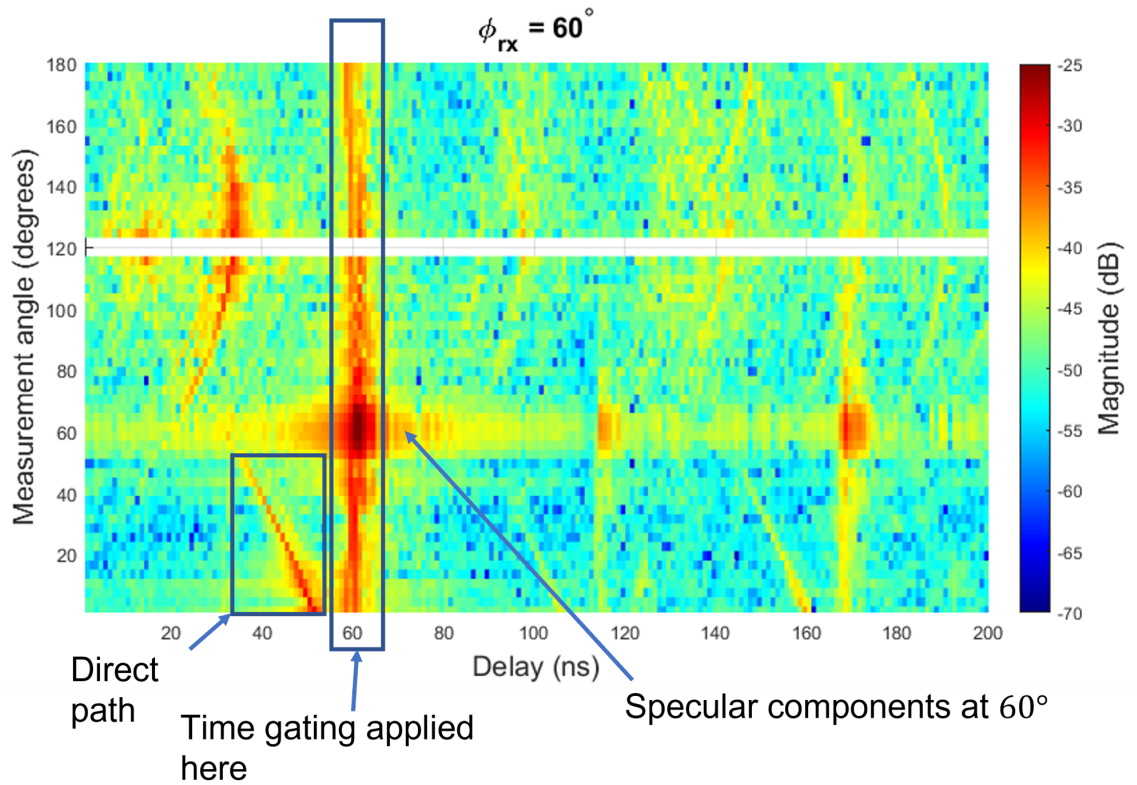 ϕrx = 60°
180
160
140
120
100
80
60
40
20
Measurement angle (degrees)
20 40 60 80 100 120 140 160 180 200
Delay (ns)
-25
-30
-35
-40
-45
-50
-55
-60
-65
-70
Magnitude (dB)
Direct
path
Time gating applied
here
Specular components at 60°